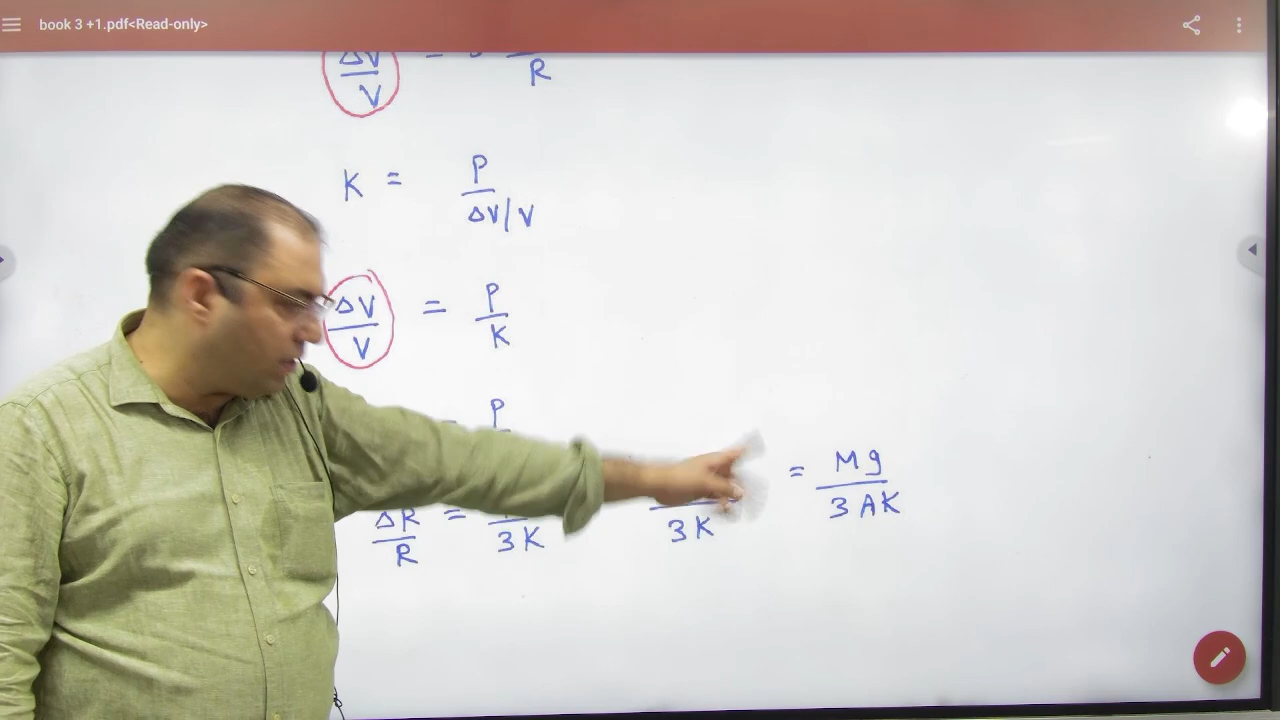 book 3 +1.pdf<Read-only>
ΔV/V = R
K = P/(ΔV/V)
ΔV/V = P/K
= P
ΔR/R = /3K /3K = Mg/3AK